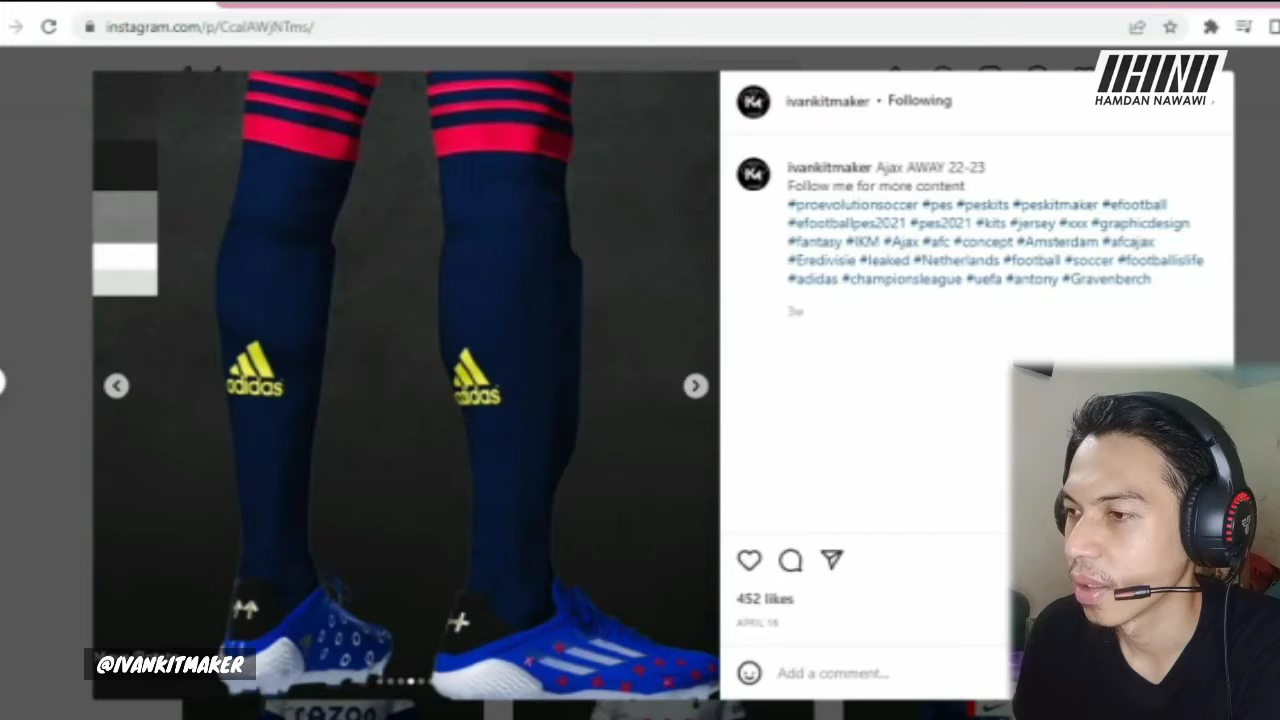 instagram.com/p/CcalAWjNTms/
HAMDAN NAWAWI
ivankitmaker • Following
ivankitmaker Ajax AWAY 22-23
Follow me for more content
#proevolutionsoccer #pes #peskits #peskitmaker #efootball
#efootballpes2021 #pes2021 #kits #jersey #xxx #graphicdesign
#fantasy #IKM #Ajax #afc #concept #Amsterdam #afcajax
#Eredivisie #leaked #Netherlands #football #soccer #footballislife
#adidas #championsleague #uefa #antony #Gravenberch
3w
adidas
adidas
452 likes
APRIL 16
Add a comment...
@IVANKITMAKER